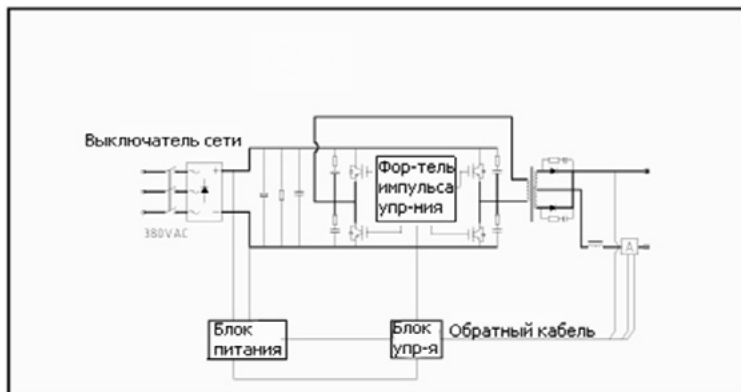 Выключатель сети
380VAC
Фор-тель
импульса
упр-ния
A
Блок
питания
Блок
упр-я
Обратный кабель